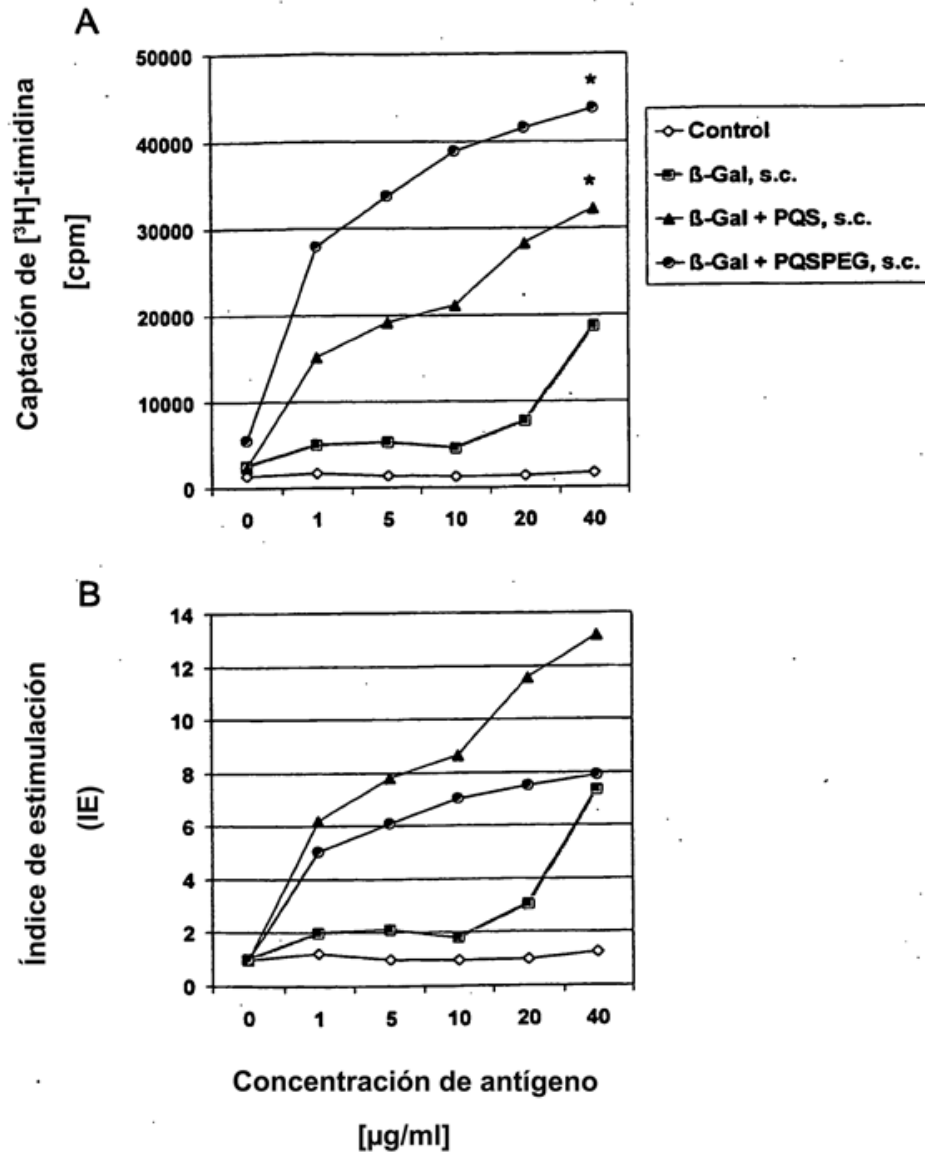 A
Captación de [³H]-timidina
[cpm]
50000
40000
30000
20000
10000
0
*
*
0 1 5 10 20 40
Control
ß-Gal, s.c.
ß-Gal + PQS, s.c.
ß-Gal + PQSPEG, s.c.
B
Índice de estimulación
(IE)
14
12
10
8
6
4
2
0
0 1 5 10 20 40
Concentración de antígeno
[µg/ml]